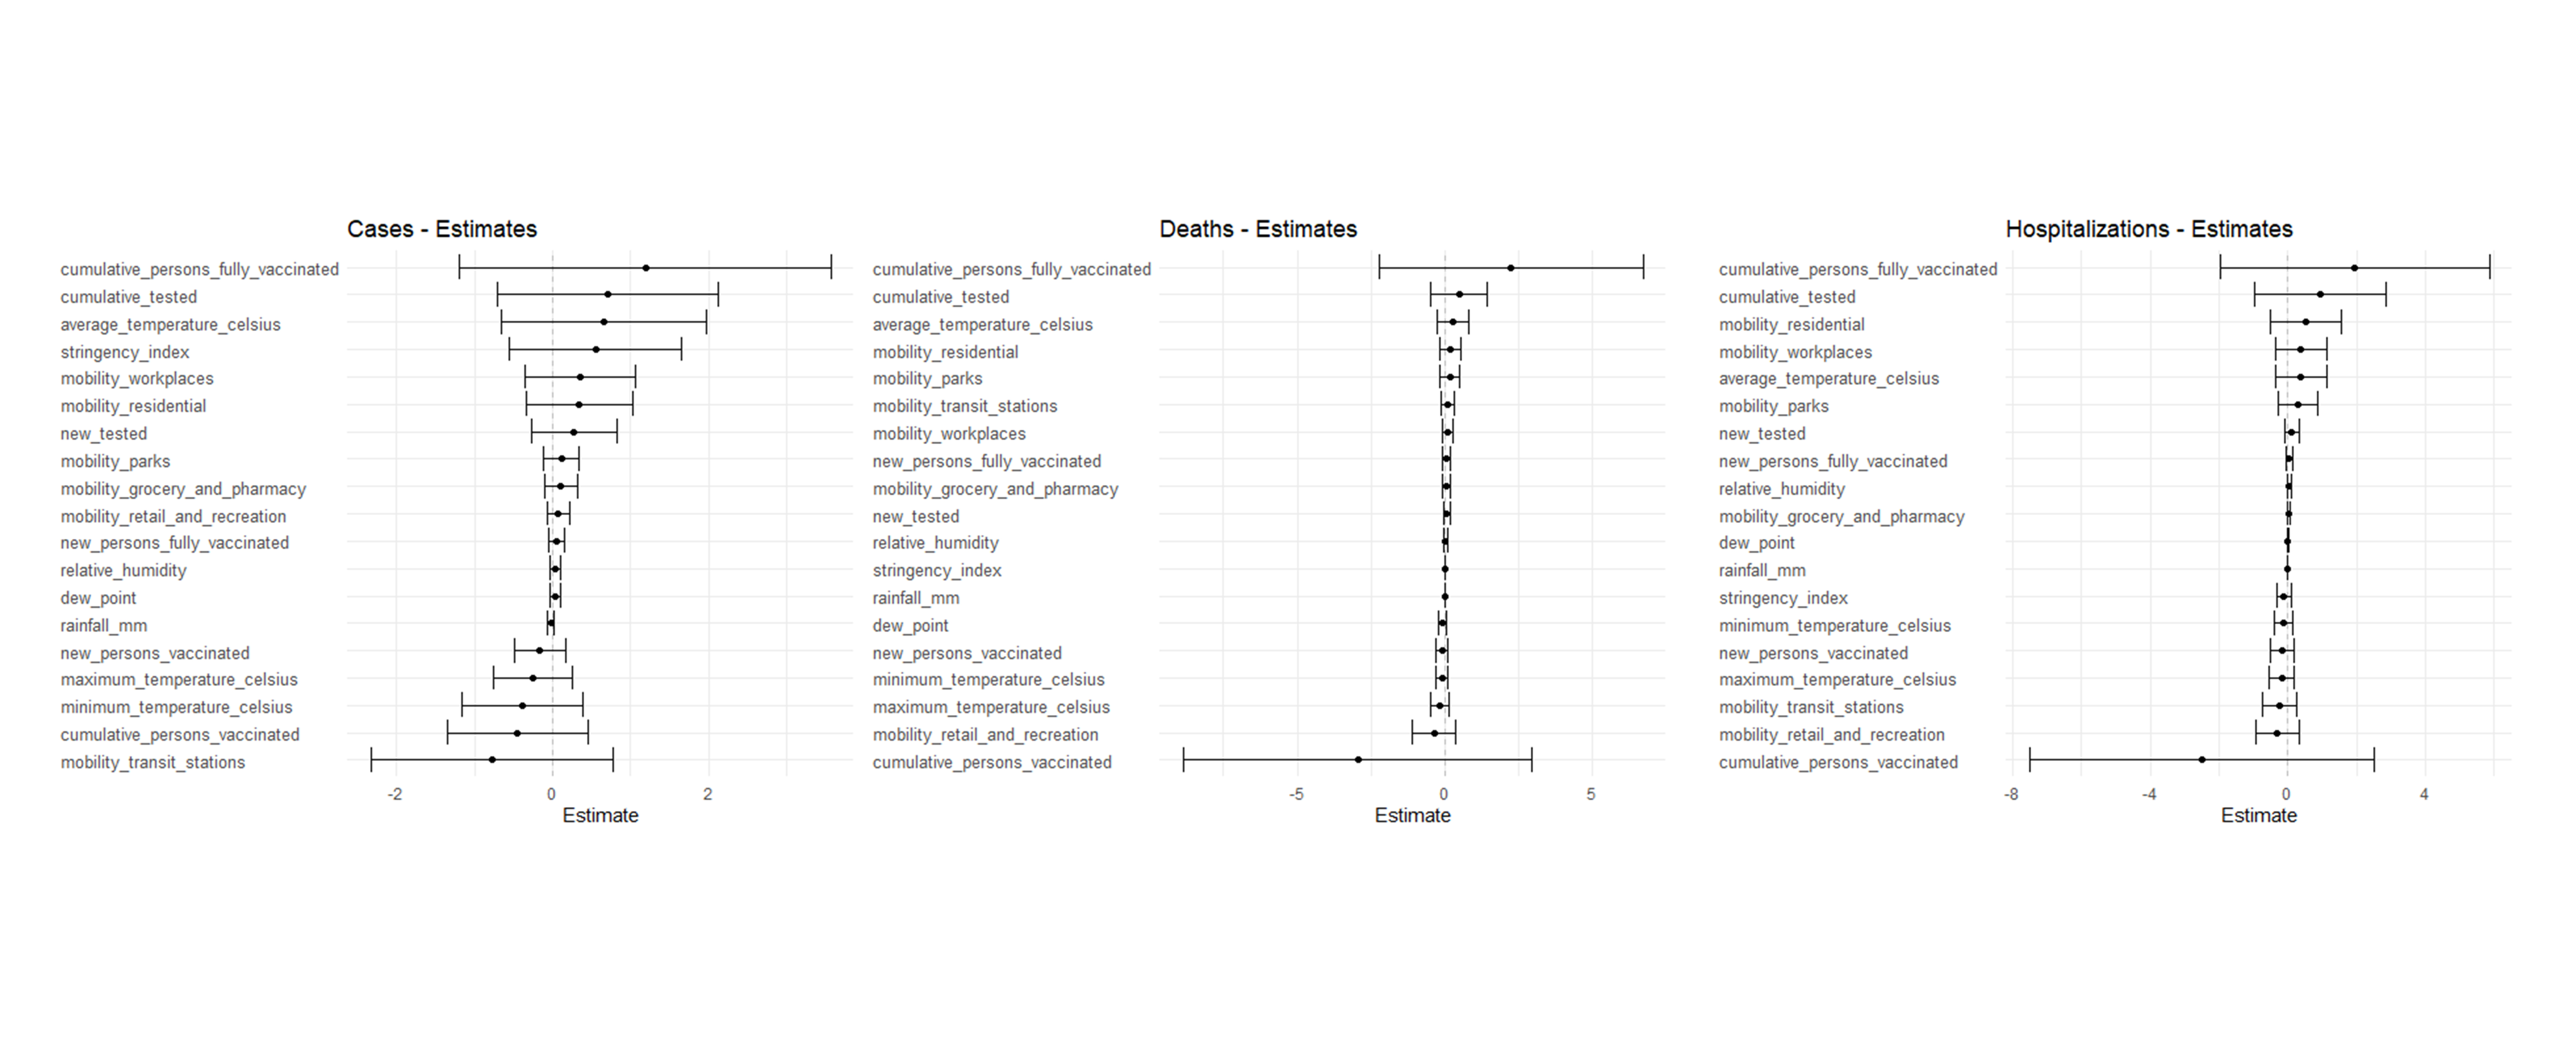 Cases - Estimates
cumulative_persons_fully_vaccinated
cumulative_tested
average_temperature_celsius
stringency_index
mobility_workplaces
mobility_residential
new_tested
mobility_parks
mobility_grocery_and_pharmacy
mobility_retail_and_recreation
new_persons_fully_vaccinated
relative_humidity
dew_point
rainfall_mm
new_persons_vaccinated
maximum_temperature_celsius
minimum_temperature_celsius
cumulative_persons_vaccinated
mobility_transit_stations
-2 0 2
Estimate
Deaths - Estimates
cumulative_persons_fully_vaccinated
cumulative_tested
average_temperature_celsius
mobility_residential
mobility_parks
mobility_transit_stations
mobility_workplaces
new_persons_fully_vaccinated
mobility_grocery_and_pharmacy
new_tested
relative_humidity
stringency_index
rainfall_mm
dew_point
new_persons_vaccinated
minimum_temperature_celsius
maximum_temperature_celsius
mobility_retail_and_recreation
cumulative_persons_vaccinated
-5 0 5
Estimate
Hospitalizations - Estimates
cumulative_persons_fully_vaccinated
cumulative_tested
mobility_residential
mobility_workplaces
average_temperature_celsius
mobility_parks
new_tested
new_persons_fully_vaccinated
relative_humidity
mobility_grocery_and_pharmacy
dew_point
rainfall_mm
stringency_index
minimum_temperature_celsius
new_persons_vaccinated
maximum_temperature_celsius
mobility_transit_stations
mobility_retail_and_recreation
cumulative_persons_vaccinated
-8 -4 0 4
Estimate